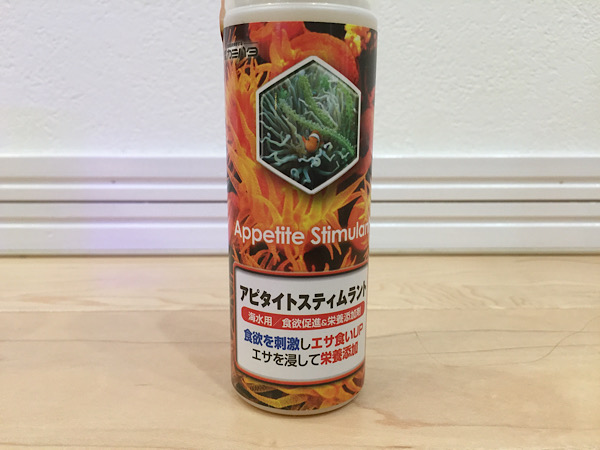 Appetite Stimulant
アピタイトスティムラント
海水用/食欲促進&栄養添加剤
食欲を刺激しエサ食いUP
エサを浸して栄養添加